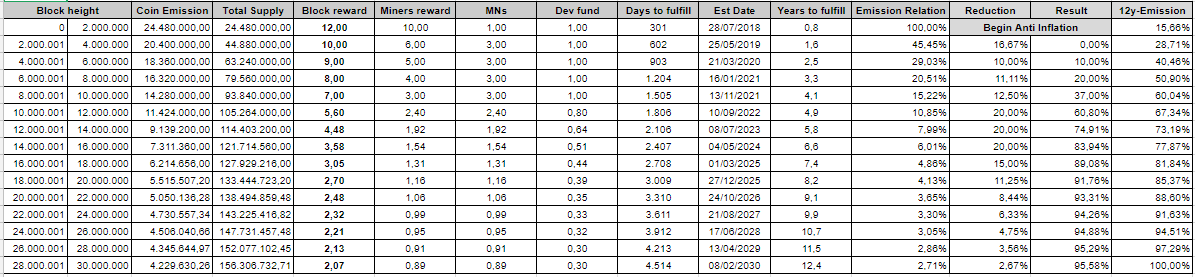 Block height Coin Emission Total Supply Block reward Miners reward MNs Dev fund Days to fulfill Est Date Years to fulfill Emission Relation Reduction Result 12y-Emission
0 2.000.000 24.480.000,00 24.480.000,00 12,00 10,00 1,00 1,00 301 28/07/2018 0,8 100,00% Begin Anti Inflation 15,66%
2.000.001 4.000.000 20.400.000,00 44.880.000,00 10,00 6,00 3,00 1,00 602 25/05/2019 1,6 45,45% 16,67% 0,00% 28,71%
4.000.001 6.000.000 18.360.000,00 63.240.000,00 9,00 5,00 3,00 1,00 903 21/03/2020 2,5 29,03% 10,00% 10,00% 40,46%
6.000.001 8.000.000 16.320.000,00 79.560.000,00 8,00 4,00 3,00 1,00 1.204 16/01/2021 3,3 20,51% 11,11% 20,00% 50,90%
8.000.001 10.000.000 14.280.000,00 93.840.000,00 7,00 3,00 3,00 1,00 1.505 13/11/2021 4,1 15,22% 12,50% 37,00% 60,04%
10.000.001 12.000.000 11.424.000,00 105.264.000,00 5,60 2,40 2,40 0,80 1.806 10/09/2022 4,9 10,85% 20,00% 60,80% 67,34%
12.000.001 14.000.000 9.139.200,00 114.403.200,00 4,48 1,92 1,92 0,64 2.106 08/07/2023 5,8 7,99% 20,00% 74,91% 73,19%
14.000.001 16.000.000 7.311.360,00 121.714.560,00 3,58 1,54 1,54 0,51 2.407 04/05/2024 6,6 6,01% 20,00% 83,94% 77,87%
16.000.001 18.000.000 6.214.656,00 127.929.216,00 3,05 1,31 1,31 0,44 2.708 01/03/2025 7,4 4,86% 15,00% 89,08% 81,84%
18.000.001 20.000.000 5.515.507,20 133.444.723,20 2,70 1,16 1,16 0,39 3.009 27/12/2025 8,2 4,13% 11,25% 91,76% 85,37%
20.000.001 22.000.000 5.050.136,28 138.494.859,48 2,48 1,06 1,06 0,35 3.310 24/10/2026 9,1 3,65% 8,44% 93,31% 88,60%
22.000.001 24.000.000 4.730.557,34 143.225.416,82 2,32 0,99 0,99 0,33 3.611 21/08/2027 9,9 3,30% 6,33% 94,26% 91,63%
24.000.001 26.000.000 4.506.040,66 147.731.457,48 2,21 0,95 0,95 0,32 3.912 17/06/2028 10,7 3,05% 4,75% 94,88% 94,51%
26.000.001 28.000.000 4.345.644,97 152.077.102,45 2,13 0,91 0,91 0,30 4.213 13/04/2029 11,5 2,86% 3,56% 95,29% 97,29%
28.000.001 30.000.000 4.229.630,26 156.306.732,71 2,07 0,89 0,89 0,30 4.514 08/02/2030 12,4 2,71% 2,67% 95,58% 100,00%